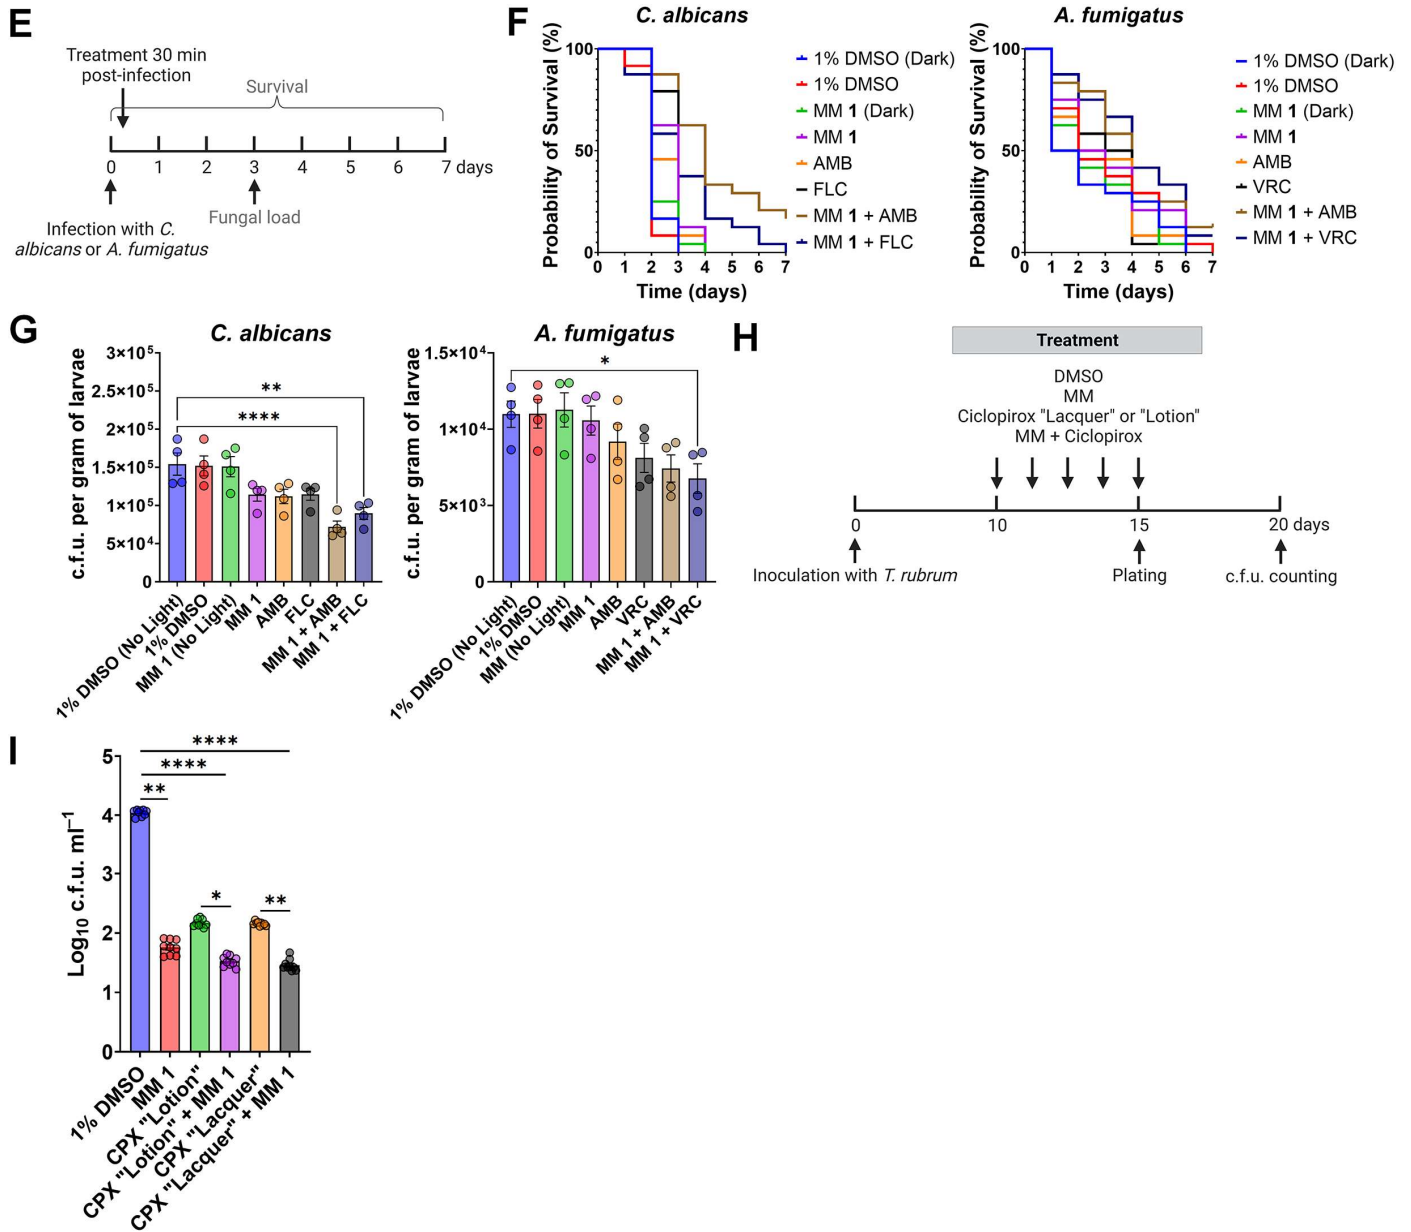 E
Treatment 30 min
post-infection
Survival
0 1 2 3 4 5 6 7 days
Infection with C.
albicans or A. fumigatus
Fungal load
F
C. albicans
Probability of Survival (%)
100
50
0
0 1 2 3 4 5 6 7
Time (days)
1% DMSO (Dark)
1% DMSO
MM 1 (Dark)
MM 1
AMB
FLC
MM 1 + AMB
MM 1 + FLC
A. fumigatus
Probability of Survival (%)
100
50
0
0 1 2 3 4 5 6 7
Time (days)
1% DMSO (Dark)
1% DMSO
MM 1 (Dark)
MM 1
AMB
VRC
MM 1 + AMB
MM 1 + VRC
G
C. albicans
c.f.u. per gram of larvae
3×10⁵
2.5×10⁵
2×10⁵
1.5×10⁵
1×10⁵
5×10⁴
0
**
****
1% DMSO (No Light)
1% DMSO
MM 1 (No Light)
MM 1
AMB
FLC
MM 1 + AMB
MM 1 + FLC
A. fumigatus
c.f.u. per gram of larvae
1.5×10⁴
1×10⁴
5×10³
0
*
1% DMSO (No Light)
1% DMSO
MM (No Light)
MM 1
AMB
VRC
MM 1 + AMB
MM 1 + VRC
H
Treatment
DMSO
MM
Ciclopirox "Lacquer" or "Lotion"
MM + Ciclopirox
0 10 15 20 days
Inoculation with T. rubrum
Plating
c.f.u. counting
I
Log₁₀ c.f.u. ml⁻¹
5
4
3
2
1
0
****
****
**
*
**
1% DMSO
MM 1
CPX "Lotion"
CPX "Lotion" + MM 1
CPX "Lacquer"
CPX "Lacquer" + MM 1